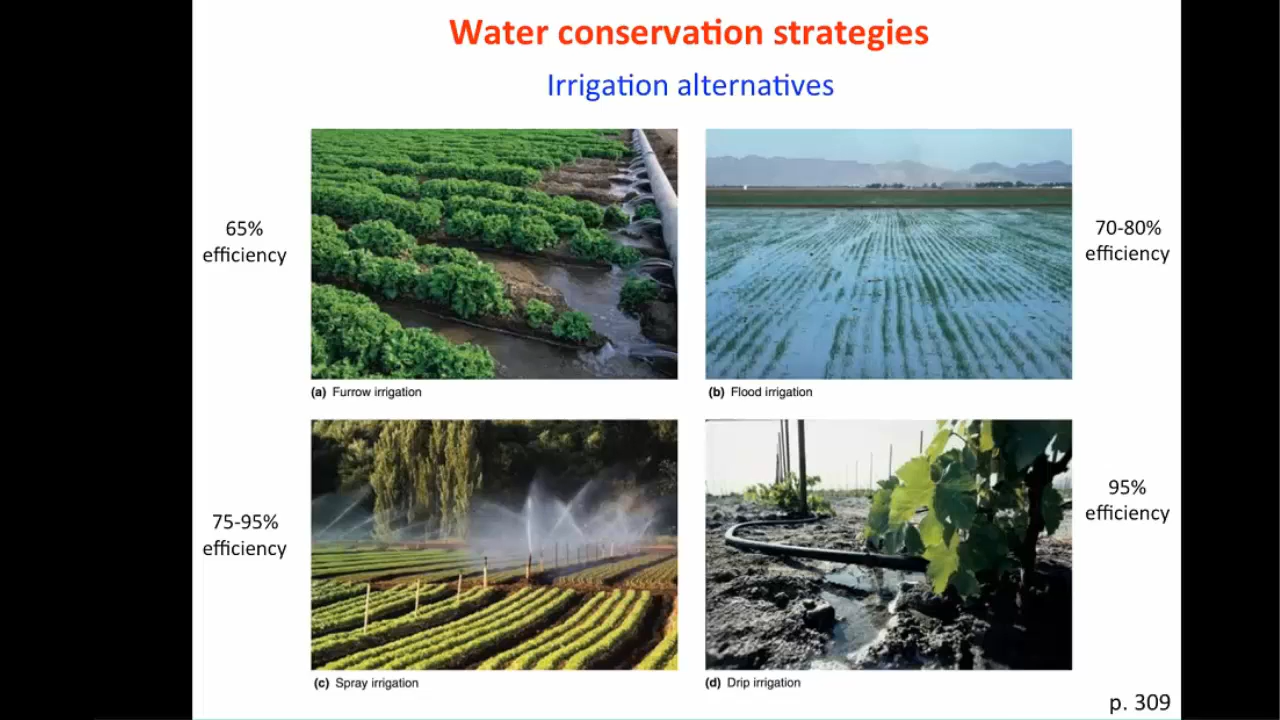 Water conservation strategies
Irrigation alternatives
65%
efficiency
70-80%
efficiency
(a) Furrow irrigation
(b) Flood irrigation
75-95%
efficiency
95%
efficiency
(c) Spray irrigation
(d) Drip irrigation
p. 309